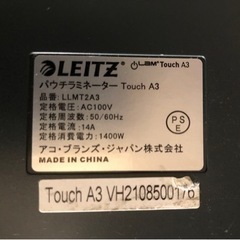 LEITZ
GBC Touch A3
パウチラミネーター Touch A3
品番:LLMT2A3
定格電圧:AC100V
定格周波数:50/60Hz
定格電流:14A
定格消費電力:1400W
アコ・ブランズ・ジャパン株式会社
MADE IN CHINA
P
S
E
Touch A3 VH2108500176